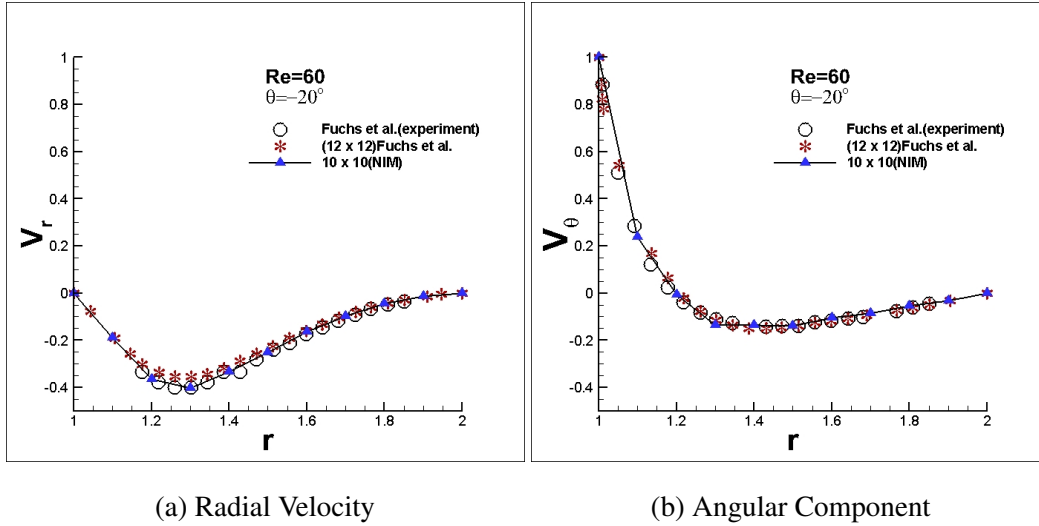 Re=60
θ=−20°
Fuchs et al.(experiment)
(12 x 12)Fuchs et al.
10 x 10(NIM)
1
0.8
0.6
0.4
0.2
0
-0.2
-0.4
V_r
1
1.2
1.4
1.6
1.8
2
r
Re=60
θ=−20°
Fuchs et al.(experiment)
(12 x 12)Fuchs et al.
10 x 10(NIM)
1
0.8
0.6
0.4
0.2
0
-0.2
-0.4
V_θ
1
1.2
1.4
1.6
1.8
2
r
(a) Radial Velocity
(b) Angular Component